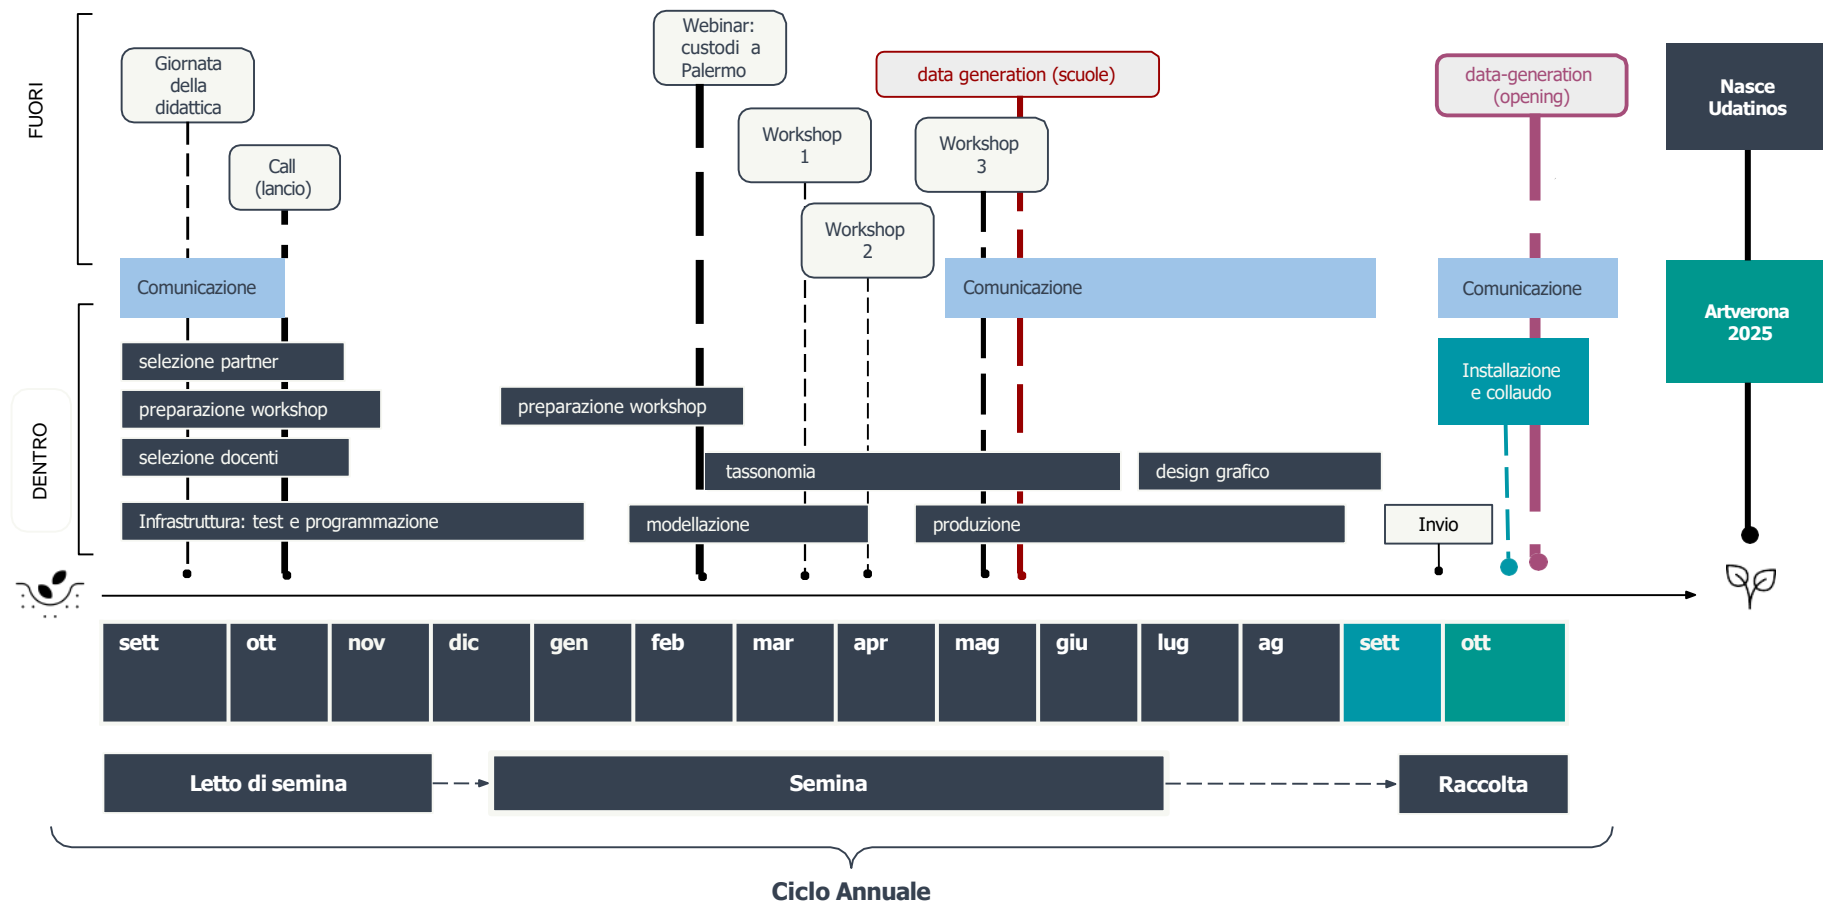 FUORI
Giornata
della
didattica
Call
(lancio)
Webinar:
custodi a
Palermo
Workshop
1
Workshop
2
data generation (scuole)
Workshop
3
data-generation
(opening)
Nasce
Udatinos
Comunicazione
Comunicazione
Comunicazione
Artverona
2025
DENTRO
selezione partner
preparazione workshop
selezione docenti
Infrastruttura: test e programmazione
preparazione workshop
tassonomia
modellazione
produzione
design grafico
Installazione
e collaudo
Invio
sett
ott
nov
dic
gen
feb
mar
apr
mag
giu
lug
ag
sett
ott
Letto di semina
Semina
Raccolta
Ciclo Annuale